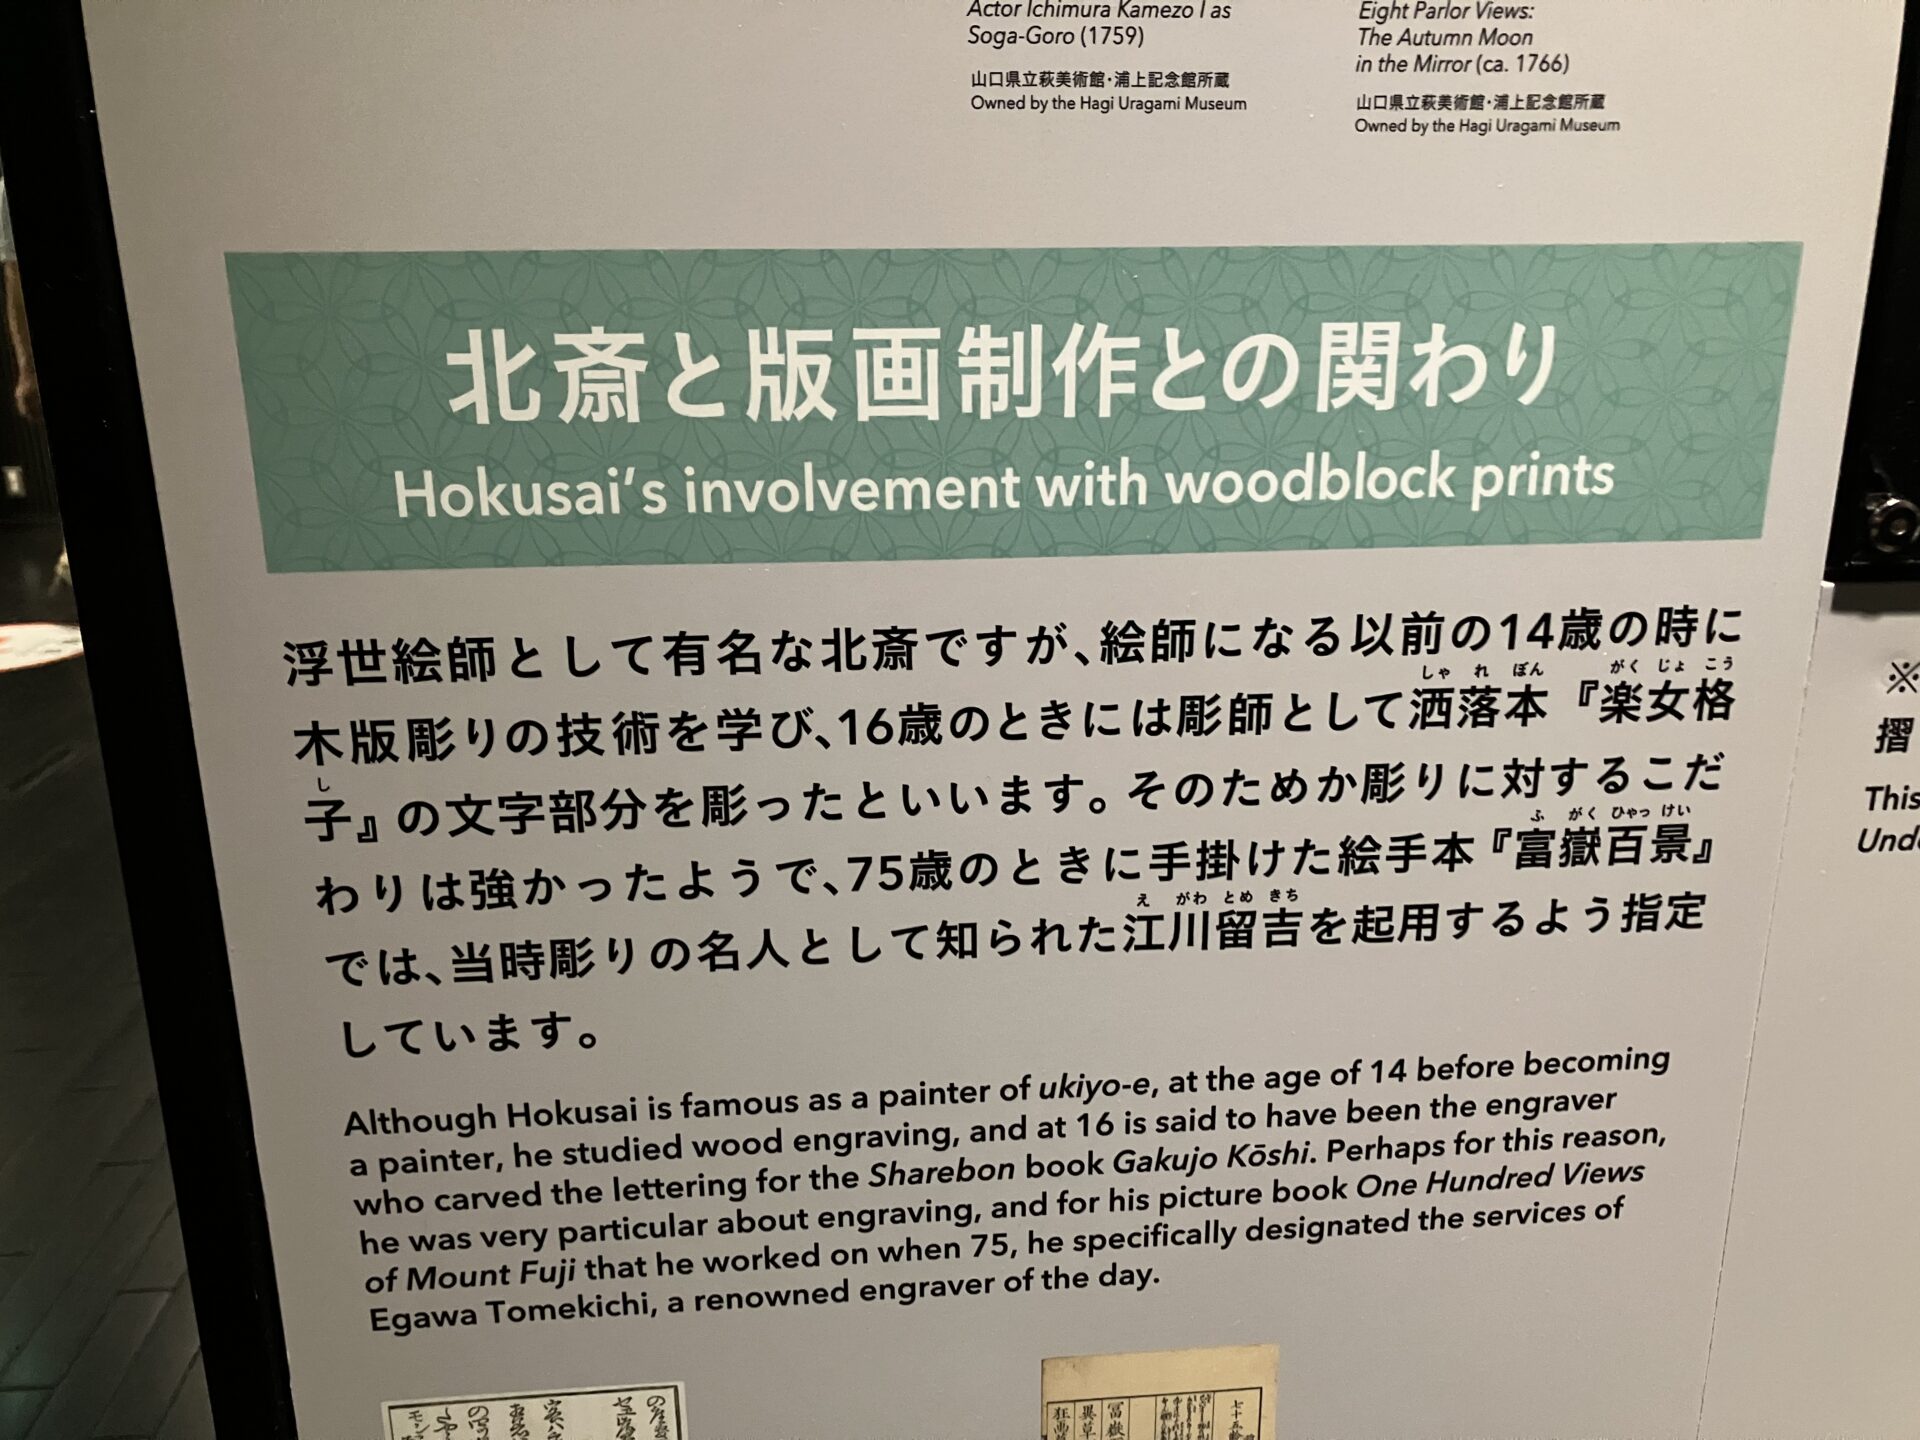 Actor Ichimura Kamezo I as
Soga-Goro (1759)
山口県立萩美術館・浦上記念館所蔵
Owned by the Hagi Uragami Museum
Eight Parlor Views:
The Autumn Moon
in the Mirror (ca. 1766)
山口県立萩美術館・浦上記念館所蔵
Owned by the Hagi Uragami Museum
北斎と版画制作との関わり
Hokusai's involvement with woodblock prints
浮世絵師として有名な北斎ですが、絵師になる以前の14歳の時に
しゃ れ ぼん がく じょ こう
木版彫りの技術を学び、16歳のときには彫師として洒落本『楽女格
し
子』の文字部分を彫ったといいます。そのためか彫りに対するこだ
ふ がく ひゃっ けい
わりは強かったようで、75歳のときに手掛けた絵手本『富嶽百景』
え がわ とめ きち
では、当時彫りの名人として知られた江川留吉を起用するよう指定
しています。
Although Hokusai is famous as a painter of ukiyo-e, at the age of 14 before becoming
a painter, he studied wood engraving, and at 16 is said to have been the engraver
who carved the lettering for the Sharebon book Gakujo Kōshi. Perhaps for this reason,
he was very particular about engraving, and for his picture book One Hundred Views
of Mount Fuji that he worked on when 75, he specifically designated the services of
Egawa Tomekichi, a renowned engraver of the day.
※
摺
This
Unde